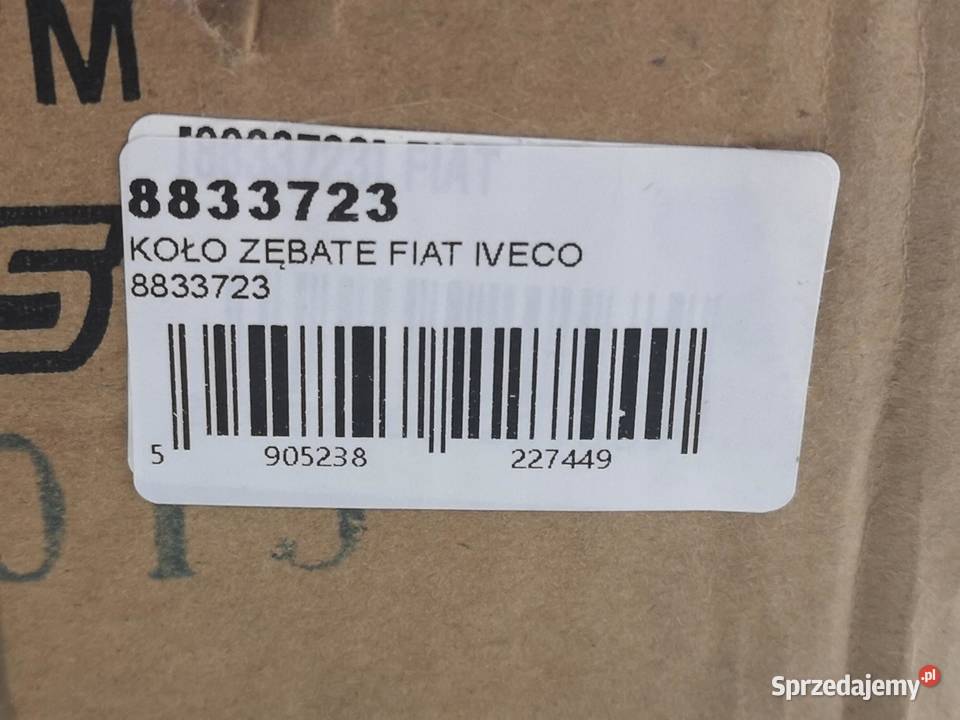 M
8833723
KOŁO ZĘBATE FIAT IVECO
8833723
5 905238 227449
Sprzedajemy.pl